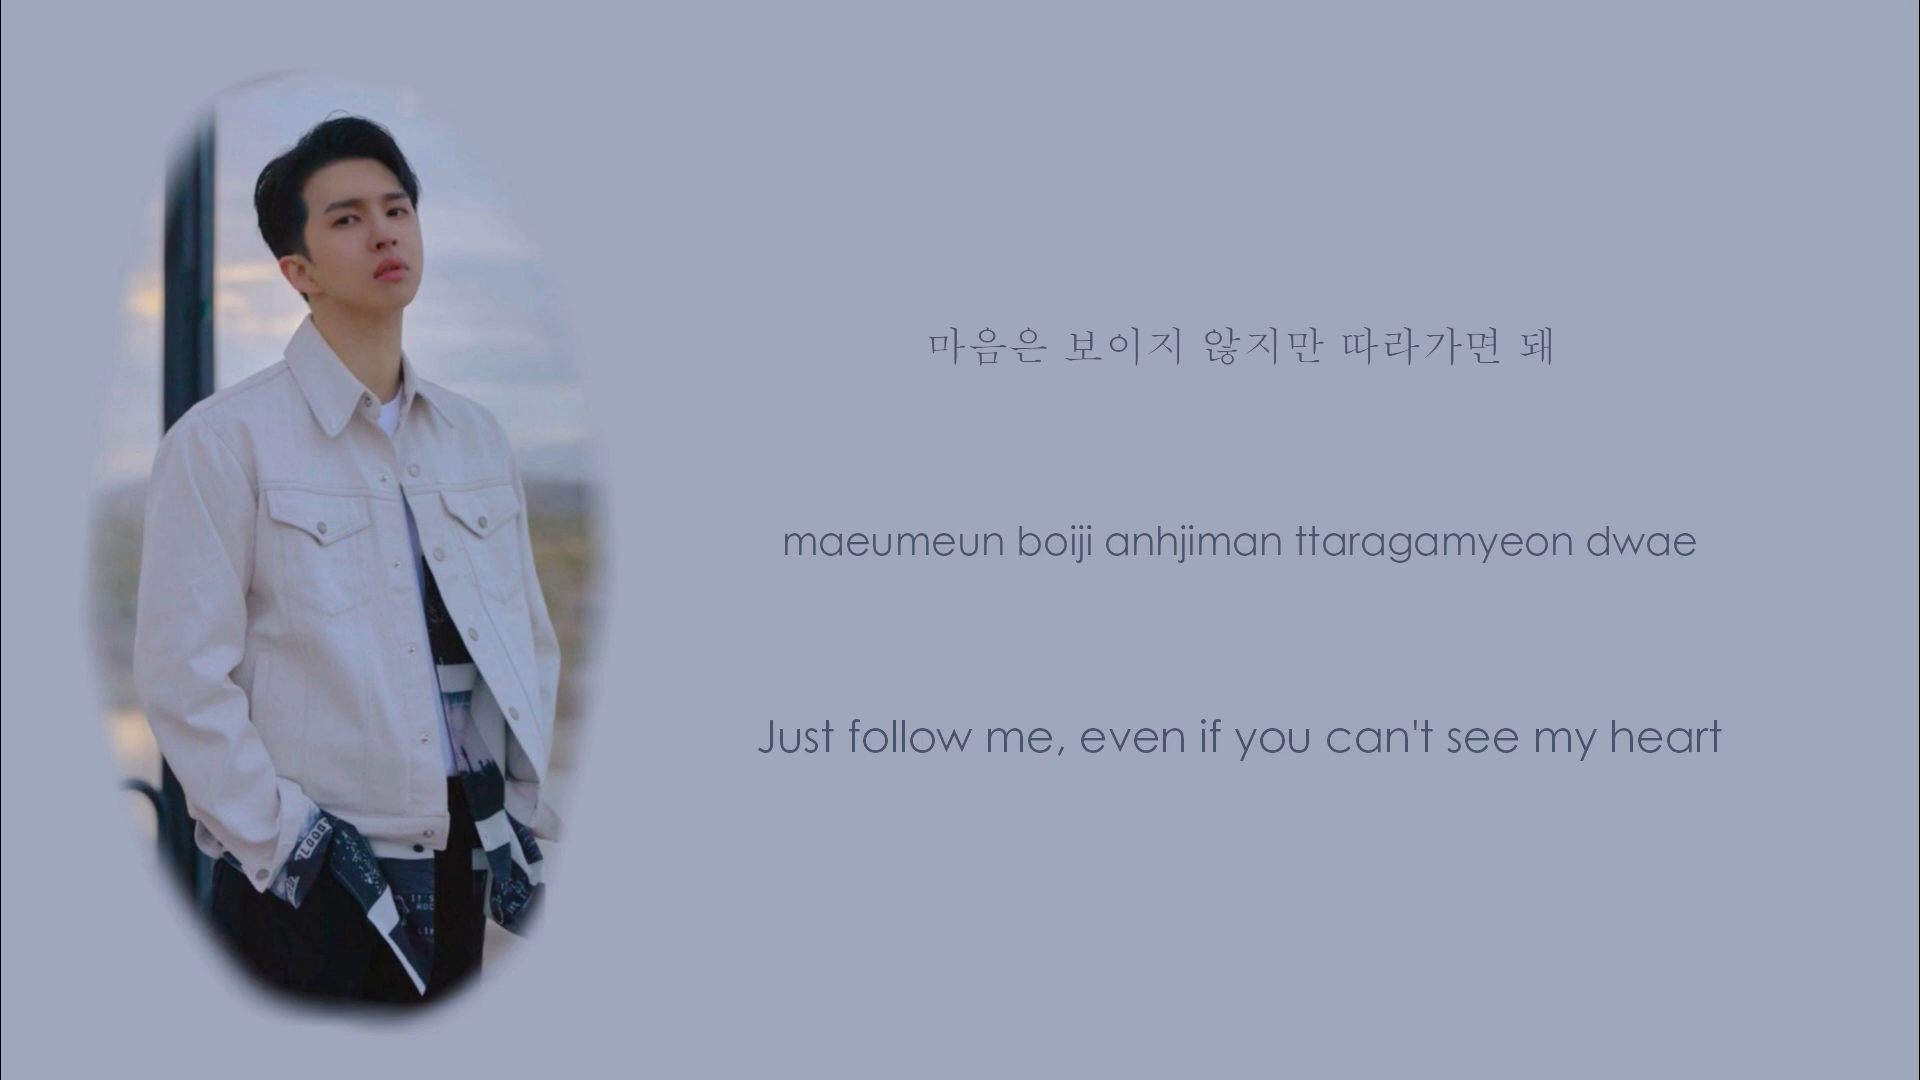 마음은 보이지 않지만 따라가면 돼
maeumeun boiji anhjiman ttaragamyeon dwae
Just follow me, even if you can't see my heart